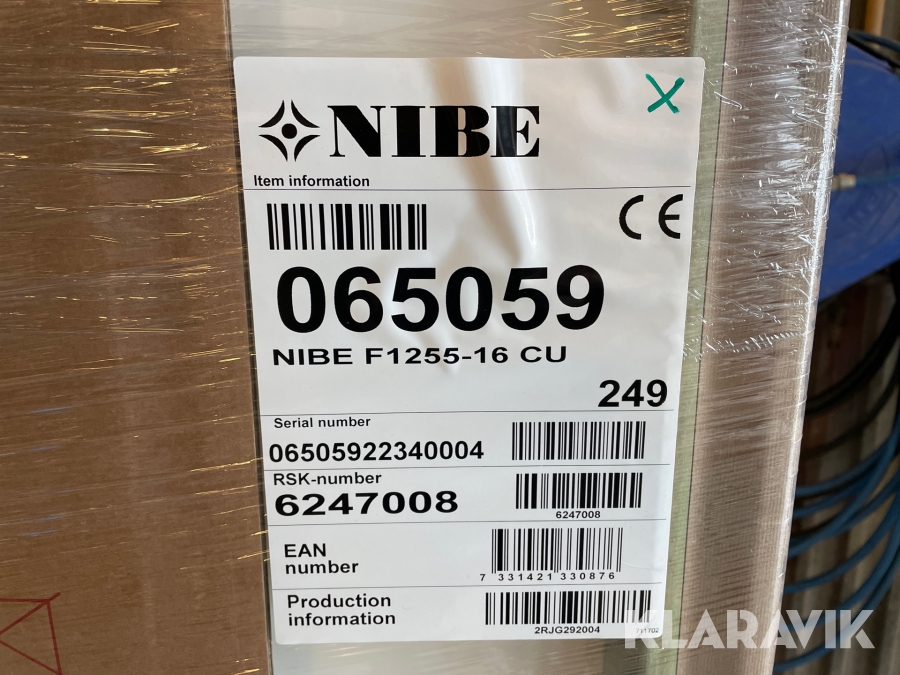 NIBE
Item information
CE
065059
NIBE F1255-16 CU
249
Serial number
06505922340004
RSK-number
6247008
6247008
EAN
number
7 331421 330876
Production
information
2RJG292004
KLARAVIK